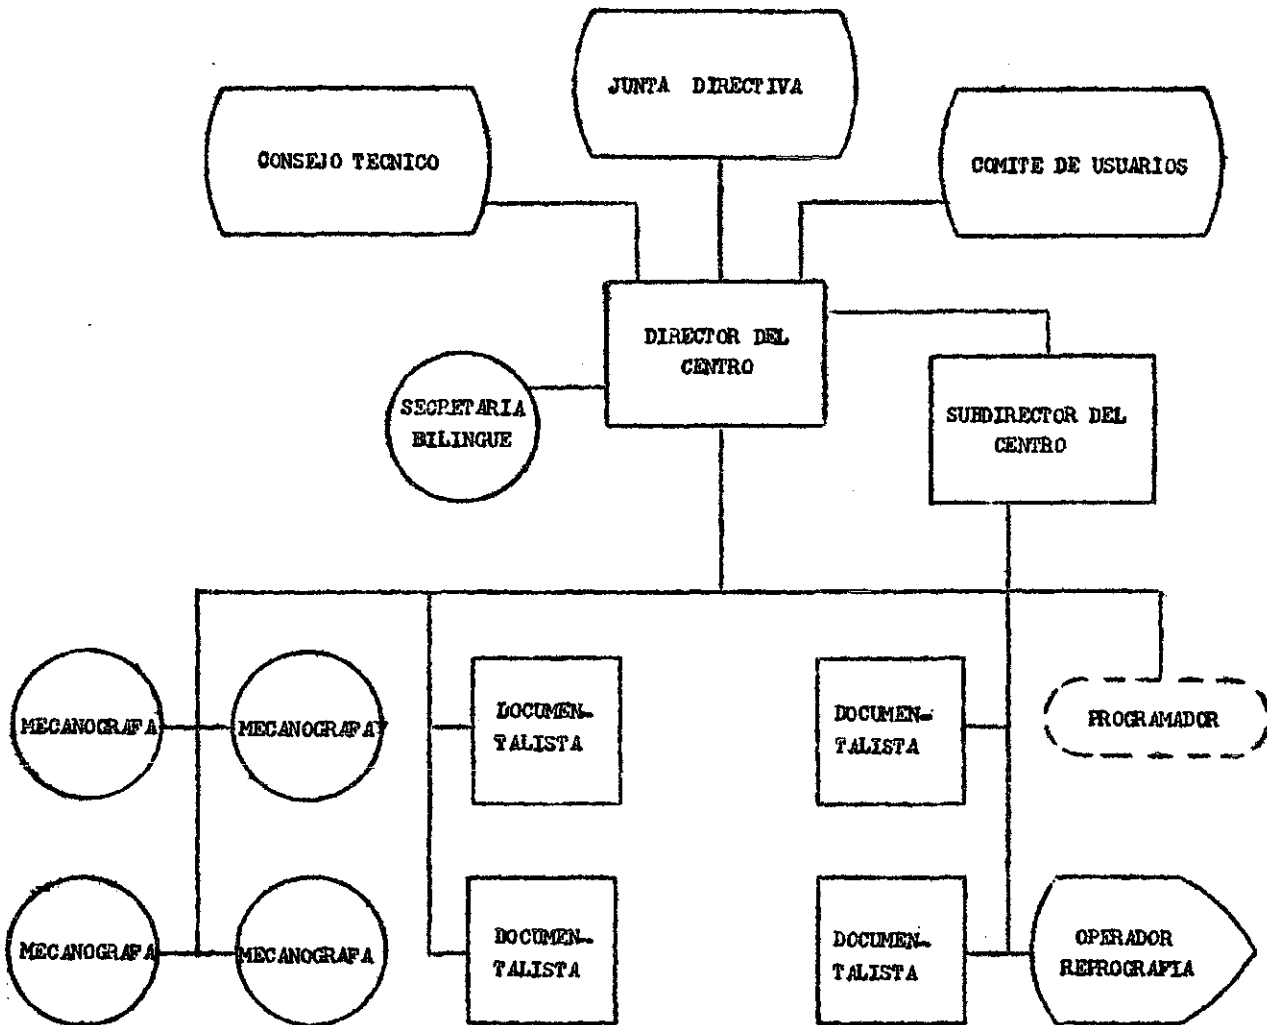 JUNTA DIRECTIVA
CONSEJO TECNICO
COMITE DE USUARIOS
DIRECTOR DEL
CENTRO
SECRETARIA
BILINGUE
SUBDIRECTOR DEL
CENTRO
MECANOGRAFA
MECANOGRAFA
DOCUMEN-
TALISTA
DOCUMEN-
TALISTA
PROGRAMADOR
MECANOGRAFA
MECANOGRAFA
DOCUMEN-
TALISTA
DOCUMEN-
TALISTA
OPERADOR
REPROGRAFIA